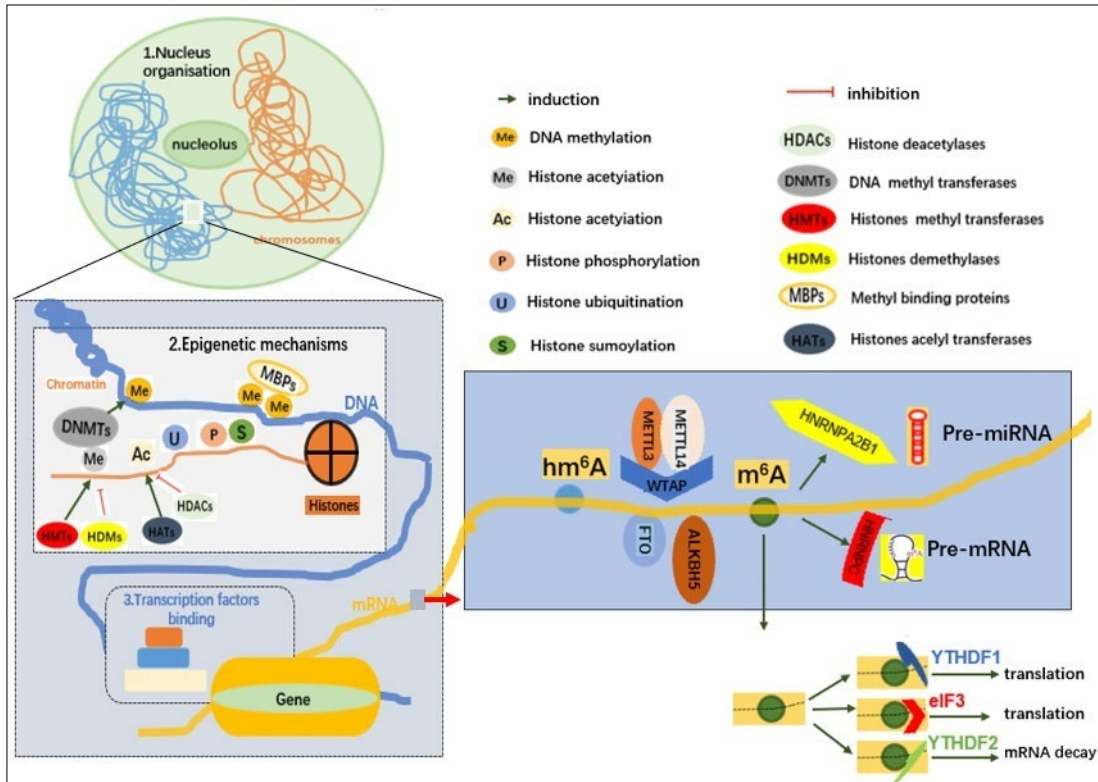 1.Nucleus
organisation
nucleolus
chromosomes
induction
inhibition
Me
DNA methylation
Me
Histone acetyiation
Ac
Histone acetyiation
P
Histone phosphorylation
U
Histone ubiquitination
S
Histone sumoylation
HDACs
Histone deacetylases
DNMTs
DNA methyl transferases
HMTs
Histones methyl transferases
HDMs
Histones demethylases
MBPs
Methyl binding proteins
HATs
Histones acelyl transferases
2.Epigenetic mechanisms
Chromatin
Me
MBPs
Me
Me
DNA
DNMTs
Me
Ac
U
P
S
HDACs
HMTs
HDMs
HATs
Histones
3.Transcription factors
binding
mRNA
Gene
METTL3
METTL14
WTAP
hm⁶A
m⁶A
FTO
ALKBH5
HNRNPA2B1
Pre-miRNA
HNRNPC
Pre-mRNA
YTHDF1
translation
eIF3
translation
YTHDF2
mRNA decay